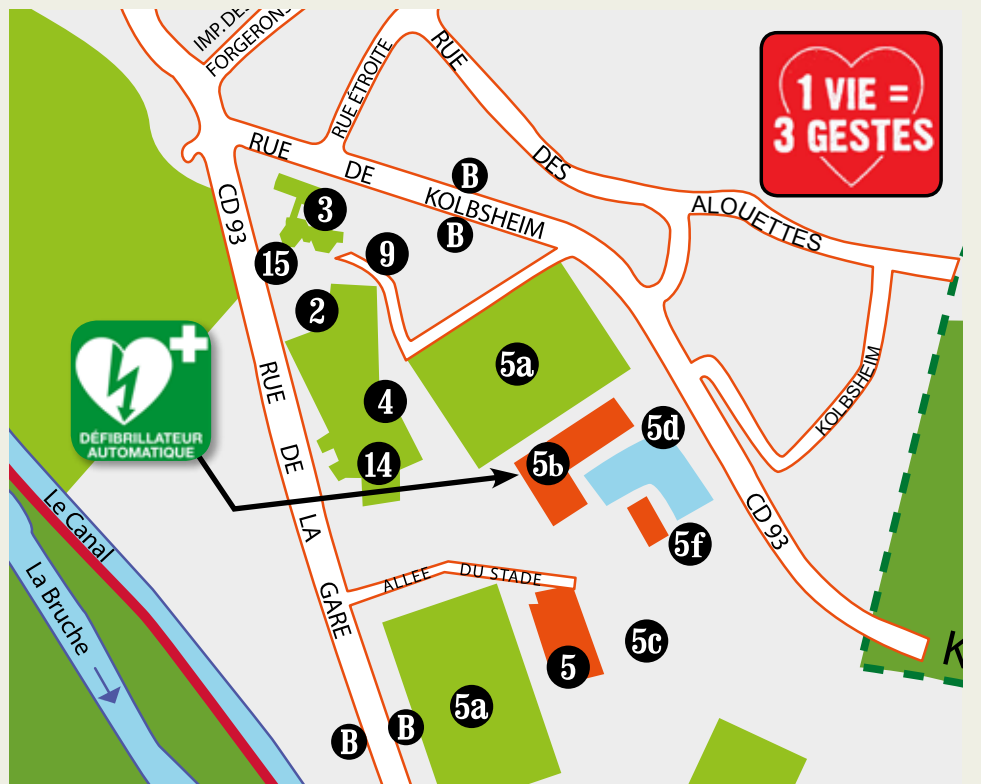 IMP. DES
FORGERONS
RUE ÉTROITE
RUE DES ALOUETTES
1 VIE =
3 GESTES
RUE DE KOLBSHEIM
B
B
CD 93
3
15
9
2
5a
4
14
5b
5d
5f
KOLBSHEIM
CD 93
DÉFIBRILLATEUR
AUTOMATIQUE
RUE DE LA GARE
Le Canal
La Bruche
ALLÉE DU STADE
5
5c
5a
B
B
K